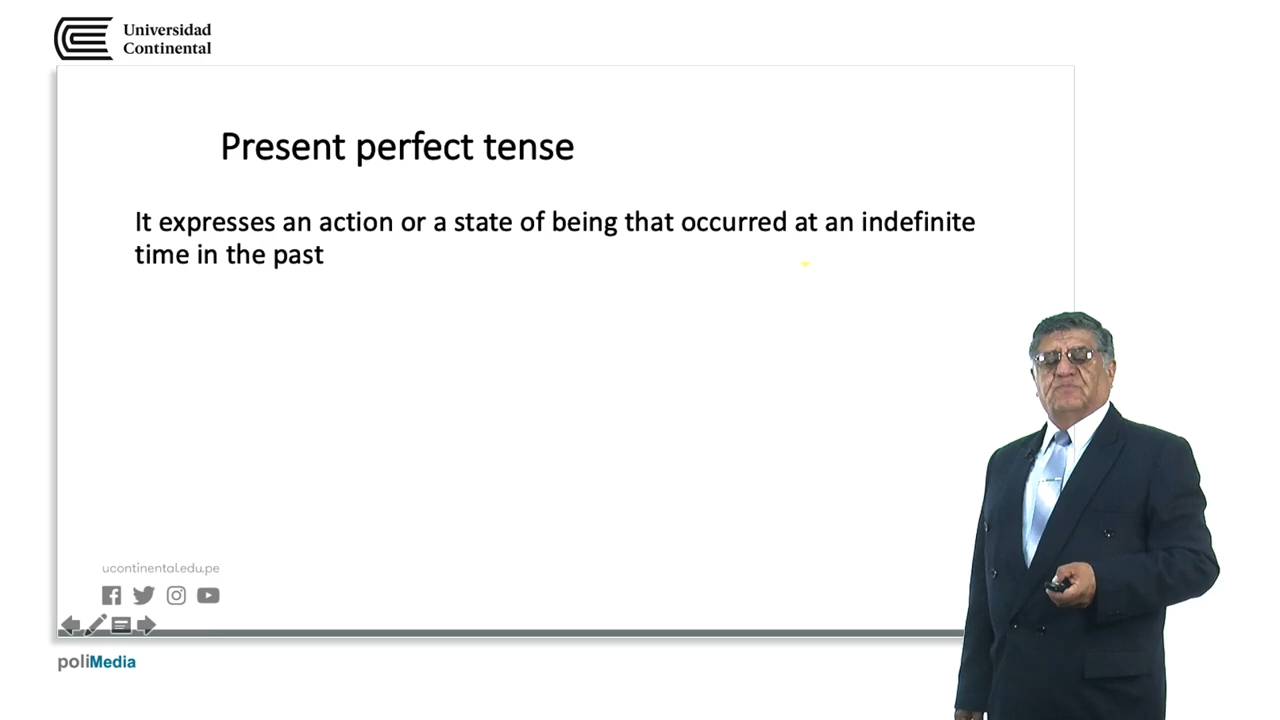 Universidad
Continental
Present perfect tense
It expresses an action or a state of being that occurred at an indefinite
time in the past
ucontinental.edu.pe
poliMedia